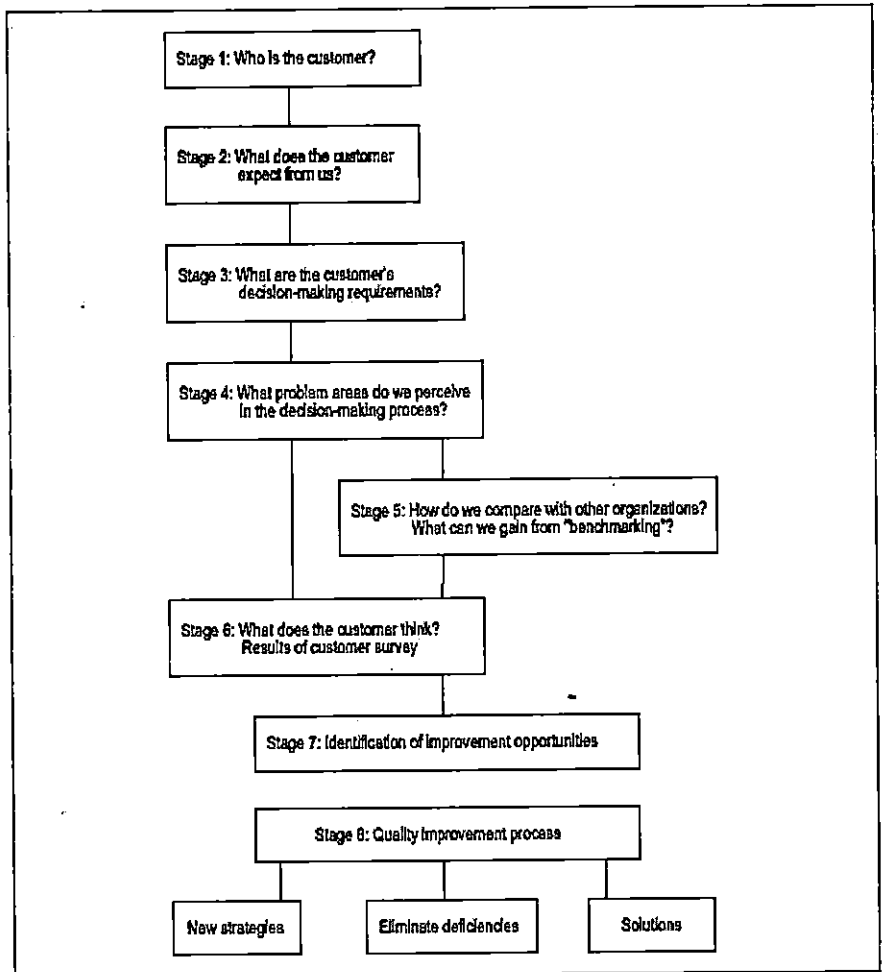 Stage 1: Who is the customer?
Stage 2: What does the customer
expect from us?
Stage 3: What are the customer's
decision-making requirements?
Stage 4: What problem areas do we perceive
in the decision-making process?
Stage 5: How do we compare with other organizations?
What can we gain from "benchmarking"?
Stage 6: What does the customer think?
Results of customer survey
Stage 7: Identification of improvement opportunities
Stage 8: Quality improvement process
New strategies
Eliminate deficiencies
Solutions